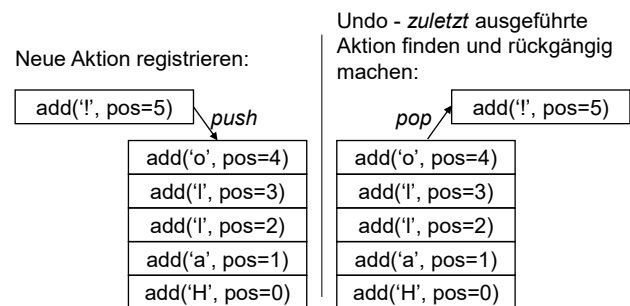 Neue Aktion registrieren:
add(‘!’, pos=5)
push
add(‘o’, pos=4)
add(‘l’, pos=3)
add(‘l’, pos=2)
add(‘a’, pos=1)
add(‘H’, pos=0)
Undo - zuletzt ausgeführte
Aktion finden und rückgängig
machen:
add(‘!’, pos=5)
pop
add(‘o’, pos=4)
add(‘l’, pos=3)
add(‘l’, pos=2)
add(‘a’, pos=1)
add(‘H’, pos=0)